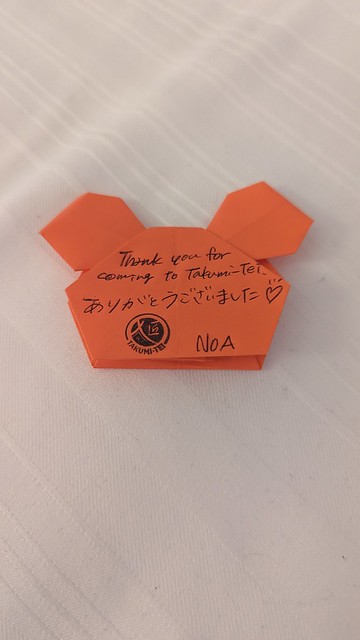 Thank you for
coming to Takumi-Tei
ありがとうございました♡
匠
TAKUMI-TEI
NOA